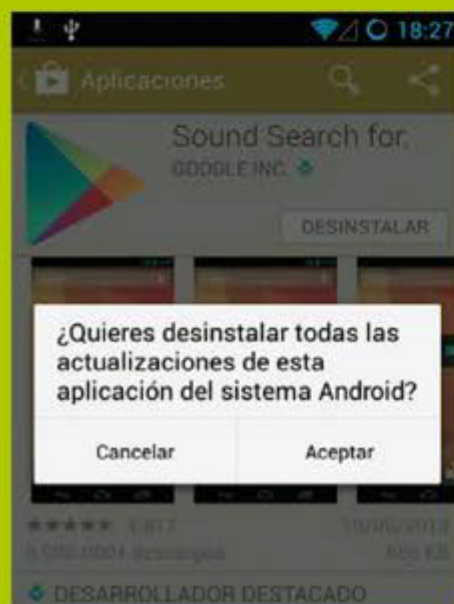 18:27
Aplicaciones
Sound Search for.
GOOGLE INC.
DESINSTALAR
¿Quieres desinstalar todas las
actualizaciones de esta
aplicación del sistema Android?
Cancelar
Aceptar
DESARROLLADOR DESTACADO